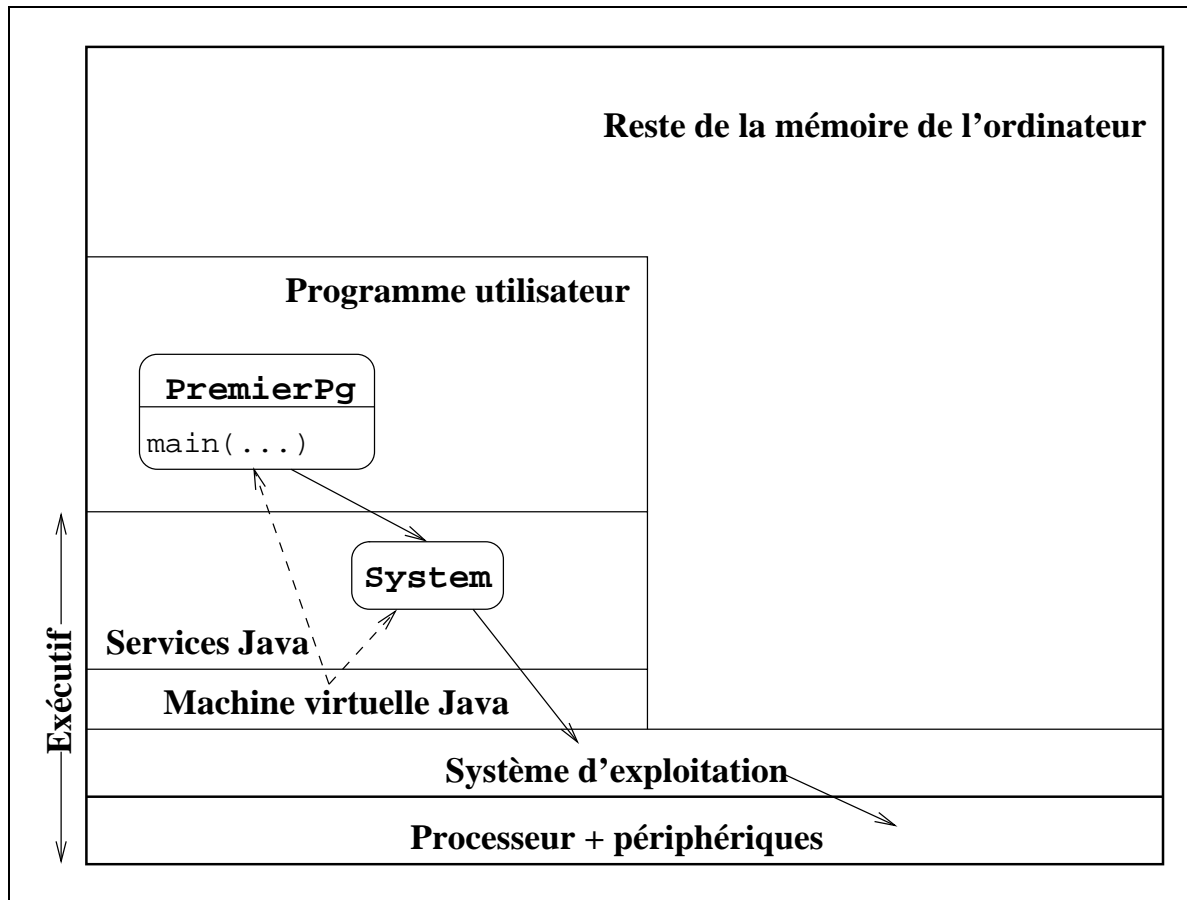 Reste de la mémoire de l’ordinateur
Programme utilisateur
PremierPg
main(...)
System
Services Java
Machine virtuelle Java
Exécutif
Système d’exploitation
Processeur + périphériques